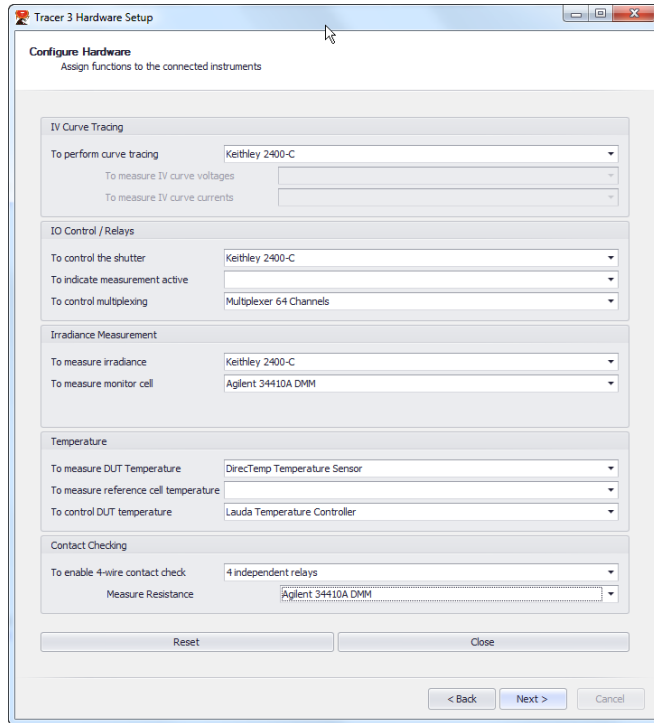 Tracer 3 Hardware Setup
Configure Hardware
Assign functions to the connected instruments
IV Curve Tracing
To perform curve tracing Keithley 2400-C
To measure IV curve voltages
To measure IV curve currents
IO Control / Relays
To control the shutter Keithley 2400-C
To indicate measurement active
To control multiplexing Multiplexer 64 Channels
Irradiance Measurement
To measure irradiance Keithley 2400-C
To measure monitor cell Agilent 34410A DMM
Temperature
To measure DUT Temperature DirecTemp Temperature Sensor
To measure reference cell temperature
To control DUT temperature Lauda Temperature Controller
Contact Checking
To enable 4-wire contact check 4 independent relays
Measure Resistance Agilent 34410A DMM
Reset Close
< Back Next > Cancel